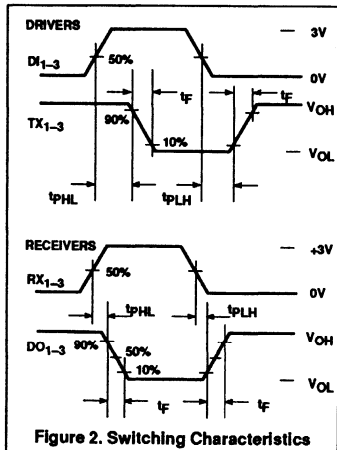 DRIVERS
3V
DI1–3
50%
0V
tF
tF
VOH
TX1–3
90%
10%
VOL
tPHL
tPLH
RECEIVERS
+3V
RX1–3
50%
0V
tPHL
tPLH
VOH
DO1–3
90%
50%
10%
VOL
tF
tF
Figure 2. Switching Characteristics